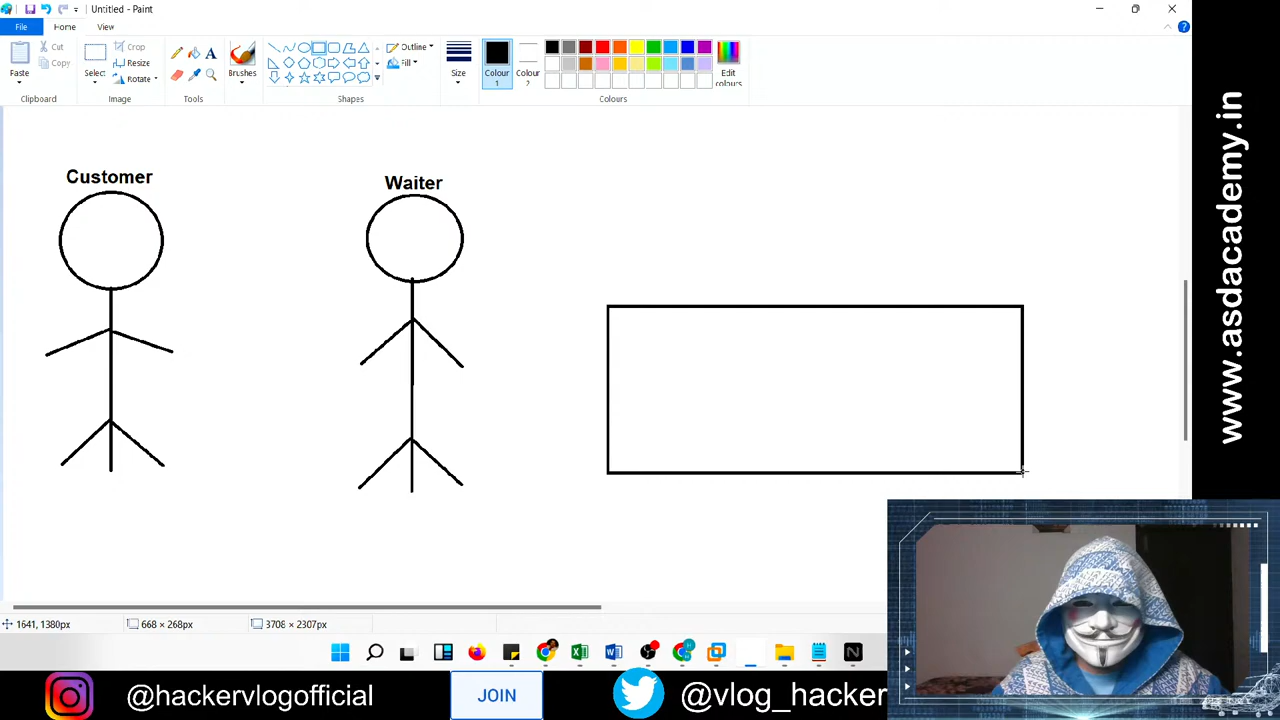 Untitled - Paint
File
Home
View
Paste
Cut
Copy
Clipboard
Select
Crop
Resize
Rotate
Image
A
Tools
Brushes
Shapes
Outline
Fill
Size
Colour
1
Colour
2
Edit
colours
Colours
Customer
Waiter
www.asdacademy.in
1641, 1380px
668 × 268px
3708 × 2307px
@hackervlogofficial
JOIN
@vlog_hacker